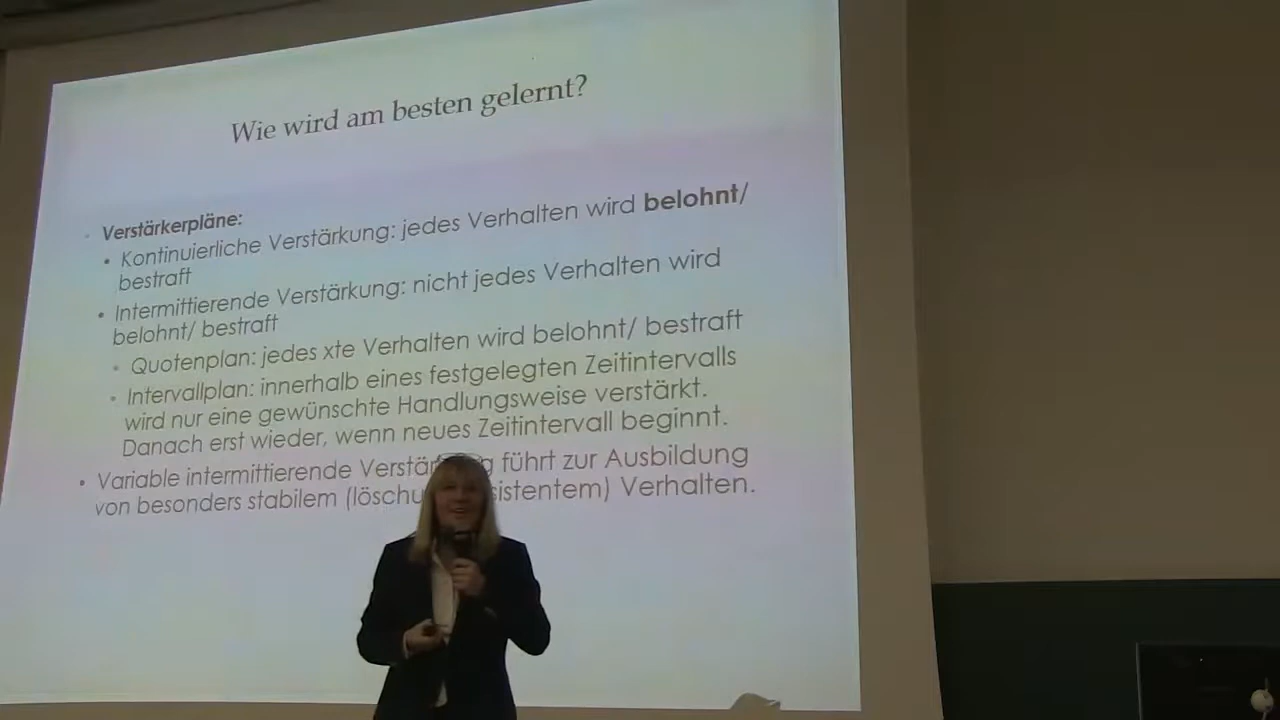 Wie wird am besten gelernt?
Verstärkerpläne:
• Kontinuierliche Verstärkung: jedes Verhalten wird belohnt/
bestraft
• Intermittierende Verstärkung: nicht jedes Verhalten wird
belohnt/ bestraft
• Quotenplan: jedes xte Verhalten wird belohnt/ bestraft
• Intervallplan: innerhalb eines festgelegten Zeitintervalls
wird nur eine gewünschte Handlungsweise verstärkt.
Danach erst wieder, wenn neues Zeitintervall beginnt.
• Variable intermittierende führt zur Ausbildung
von besonders stabilem Verhalten.